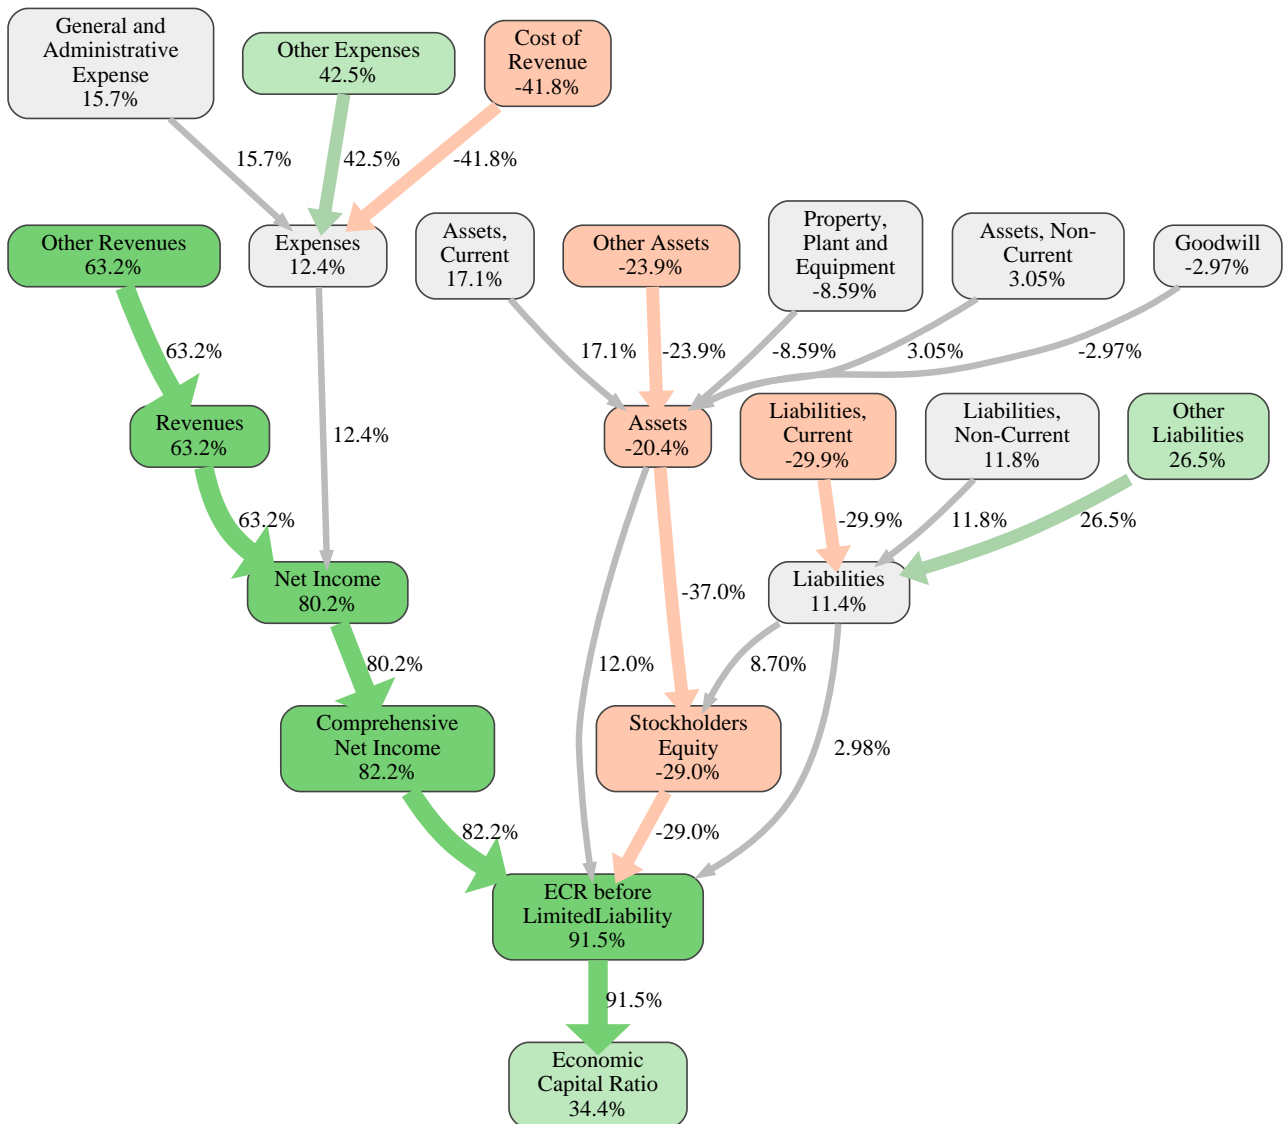 General and
Administrative
Expense
15.7%
Other Expenses
42.5%
Cost of
Revenue
-41.8%
15.7%
42.5%
-41.8%
Other Revenues
63.2%
Expenses
12.4%
Assets,
Current
17.1%
Other Assets
-23.9%
Property,
Plant and
Equipment
-8.59%
Assets, Non-
Current
3.05%
Goodwill
-2.97%
63.2%
17.1%
-23.9%
-8.59%
3.05%
-2.97%
Revenues
63.2%
12.4%
Assets
-20.4%
Liabilities,
Current
-29.9%
Liabilities,
Non-Current
11.8%
Other
Liabilities
26.5%
63.2%
-29.9%
11.8%
26.5%
Net Income
80.2%
-37.0%
Liabilities
11.4%
80.2%
12.0%
8.70%
Comprehensive
Net Income
82.2%
Stockholders
Equity
-29.0%
2.98%
82.2%
-29.0%
ECR before
LimitedLiability
91.5%
91.5%
Economic
Capital Ratio
34.4%